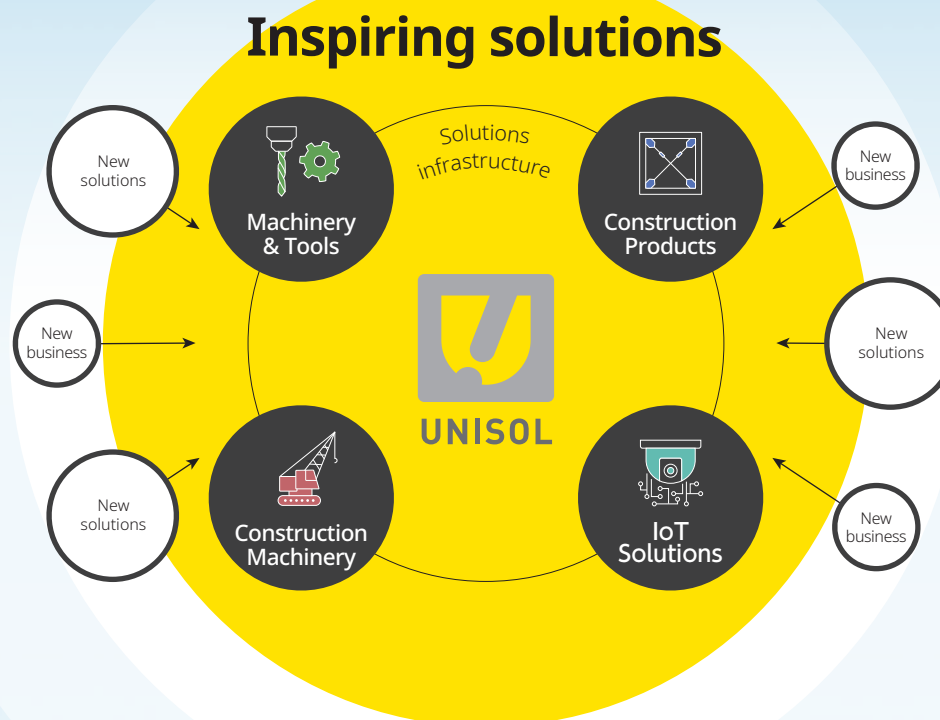 Inspiring solutions
Solutions
infrastructure
New
solutions
Machinery
& Tools
Construction
Products
New
business
New
business
UNISOL
New
solutions
New
solutions
Construction
Machinery
IoT
Solutions
New
business